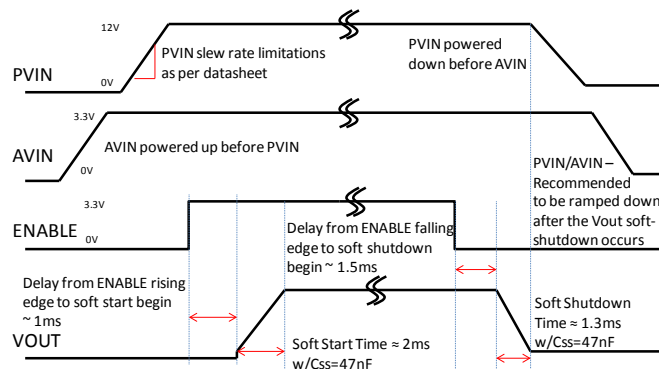 12V
PVIN
0V
PVIN slew rate limitations
as per datasheet
PVIN powered
down before AVIN
3.3V
AVIN
0V
AVIN powered up before PVIN
PVIN/AVIN –
Recommended
to be ramped down
after the Vout soft-
shutdown occurs
3.3V
ENABLE
0V
Delay from ENABLE falling
edge to soft shutdown
begin ~ 1.5ms
Delay from ENABLE rising
edge to soft start begin
~ 1ms
VOUT
Soft Start Time ≈ 2ms
w/Css=47nF
Soft Shutdown
Time ≈ 1.3ms
w/Css=47nF